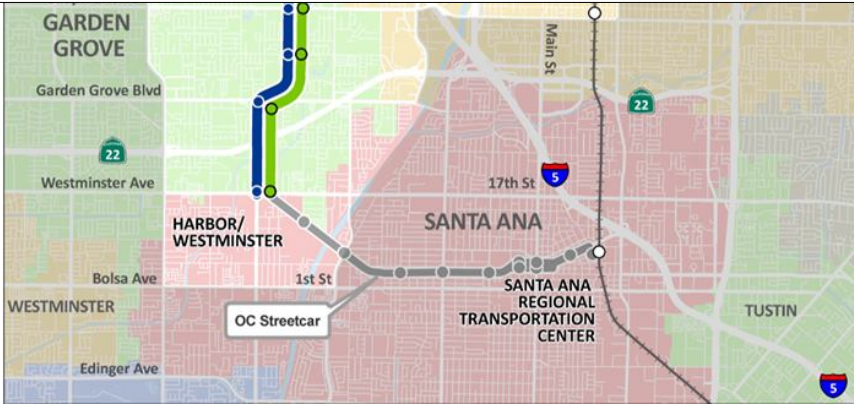 GARDEN
GROVE
Main St
Garden Grove Blvd
22
22
Westminster Ave
17th St
5
HARBOR/
WESTMINSTER
SANTA ANA
Bolsa Ave
1st St
SANTA ANA
REGIONAL
TRANSPORTATION
CENTER
WESTMINSTER
OC Streetcar
TUSTIN
Edinger Ave
5